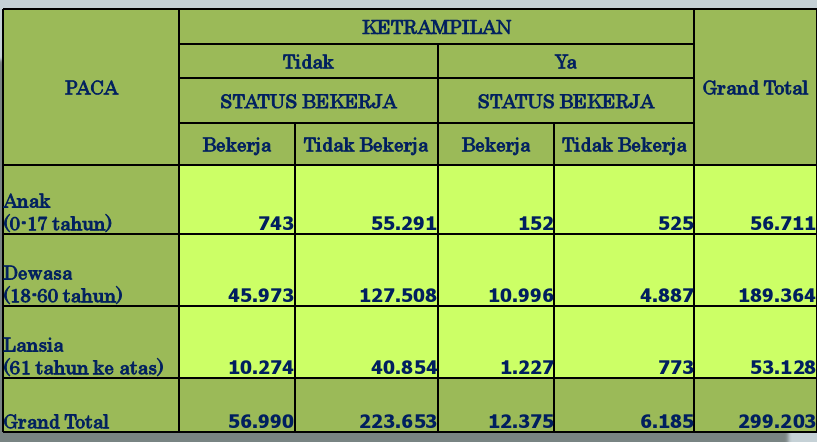 PACA
KETRAMPILAN
Grand Total
Tidak
Ya
STATUS BEKERJA
STATUS BEKERJA
Bekerja
Tidak Bekerja
Bekerja
Tidak Bekerja
Anak
(0-17 tahun)
743
55.291
152
525
56.711
Dewasa
(18-60 tahun)
45.973
127.508
10.996
4.887
189.364
Lansia
(61 tahun ke atas)
10.274
40.854
1.227
773
53.128
Grand Total
56.990
223.653
12.375
6.185
299.203